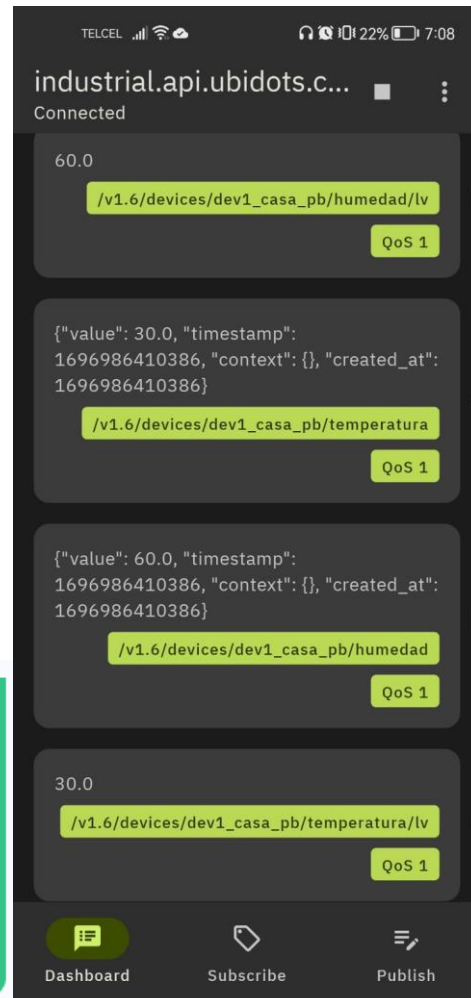 TELCEL 22% 7:08
industrial.api.ubidots.c...
Connected
60.0
/v1.6/devices/dev1_casa_pb/humedad/lv
QoS 1
{"value": 30.0, "timestamp":
1696986410386, "context": {}, "created_at":
1696986410386}
/v1.6/devices/dev1_casa_pb/temperatura
QoS 1
{"value": 60.0, "timestamp":
1696986410386, "context": {}, "created_at":
1696986410386}
/v1.6/devices/dev1_casa_pb/humedad
QoS 1
30.0
/v1.6/devices/dev1_casa_pb/temperatura/lv
QoS 1
Dashboard Subscribe Publish